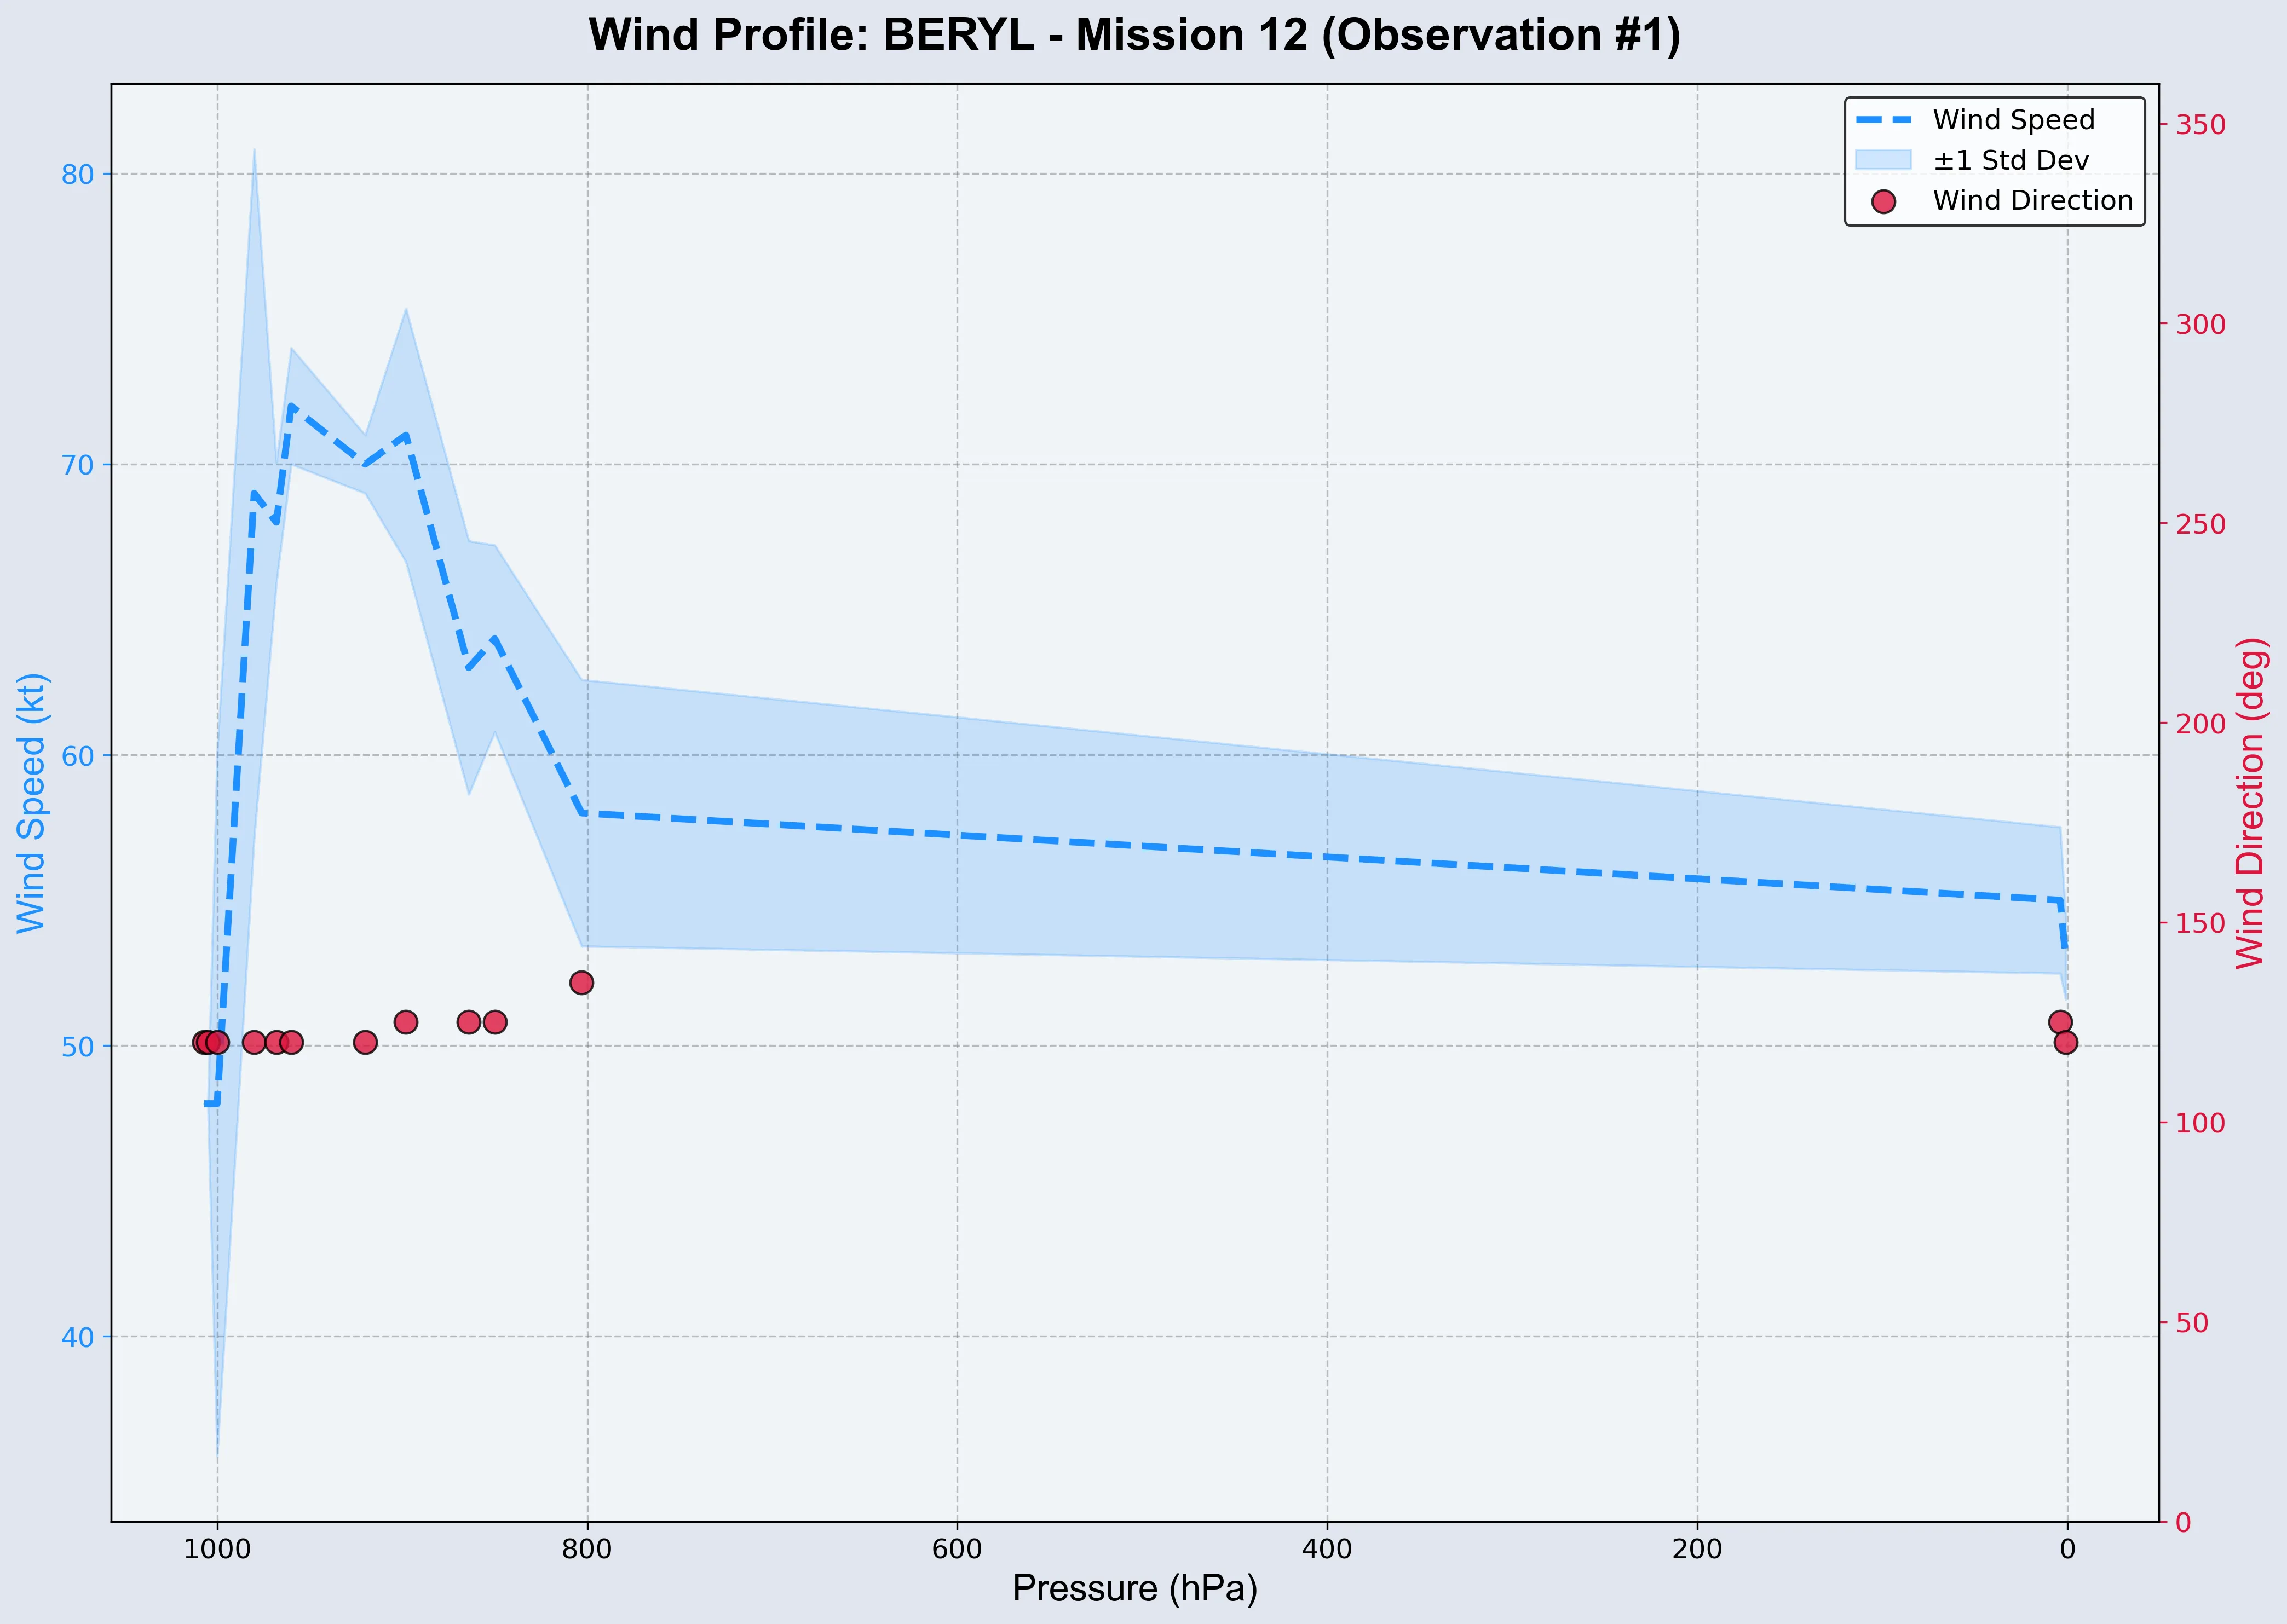 Wind Profile: BERYL - Mission 12 (Observation #1)
Wind Speed
±1 Std Dev
Wind Direction
80
70
60
50
40
Wind Speed (kt)
350
300
250
200
150
100
50
0
Wind Direction (deg)
1000 800 600 400 200 0
Pressure (hPa)